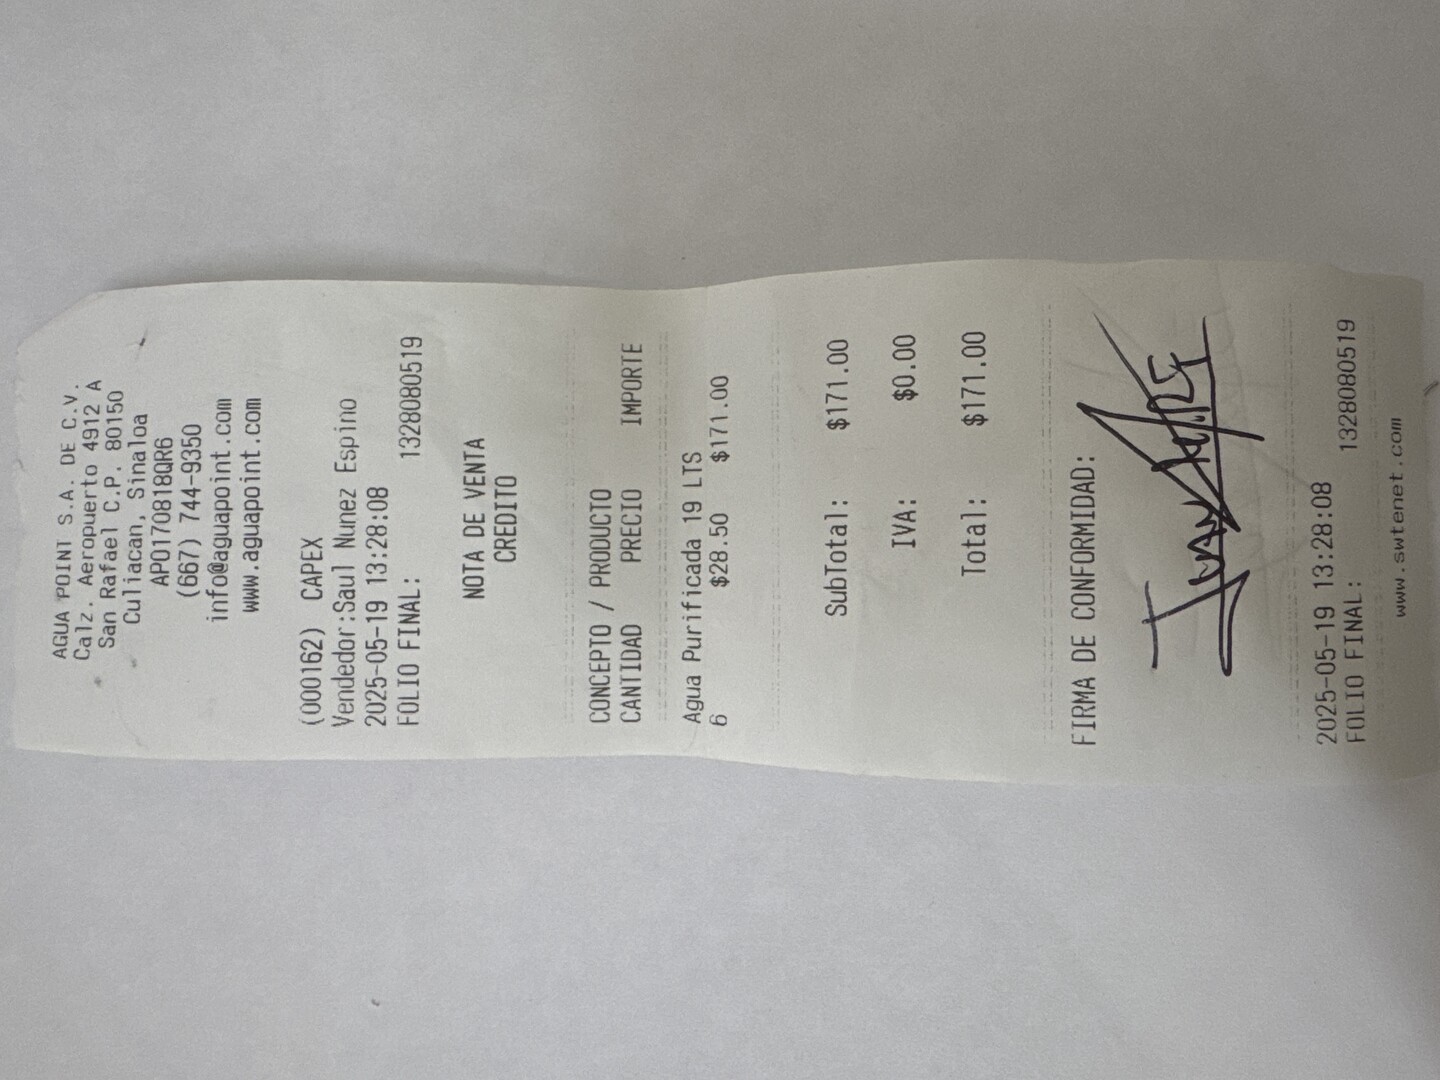 AGUA POINT S.A. DE C.V.
Calz. Aeropuerto 4912 A
San Rafael C.P. 80150
Culiacan, Sinaloa
APO170818QR6
(667) 744-9350
info@aguapoint.com
www.aguapoint.com
(000162) CAPEX
Vendedor:Saul Nunez Espino
2025-05-19 13:28:08
FOLIO FINAL: 1328080519
NOTA DE VENTA
CREDITO
CONCEPTO / PRODUCTO
CANTIDAD PRECIO IMPORTE
Agua Purificada 19 LTS
6 $28.50 $171.00
SubTotal: $171.00
IVA: $0.00
Total: $171.00
FIRMA DE CONFORMIDAD:
2025-05-19 13:28:08
FOLIO FINAL: 1328080519
www.swtenet.com